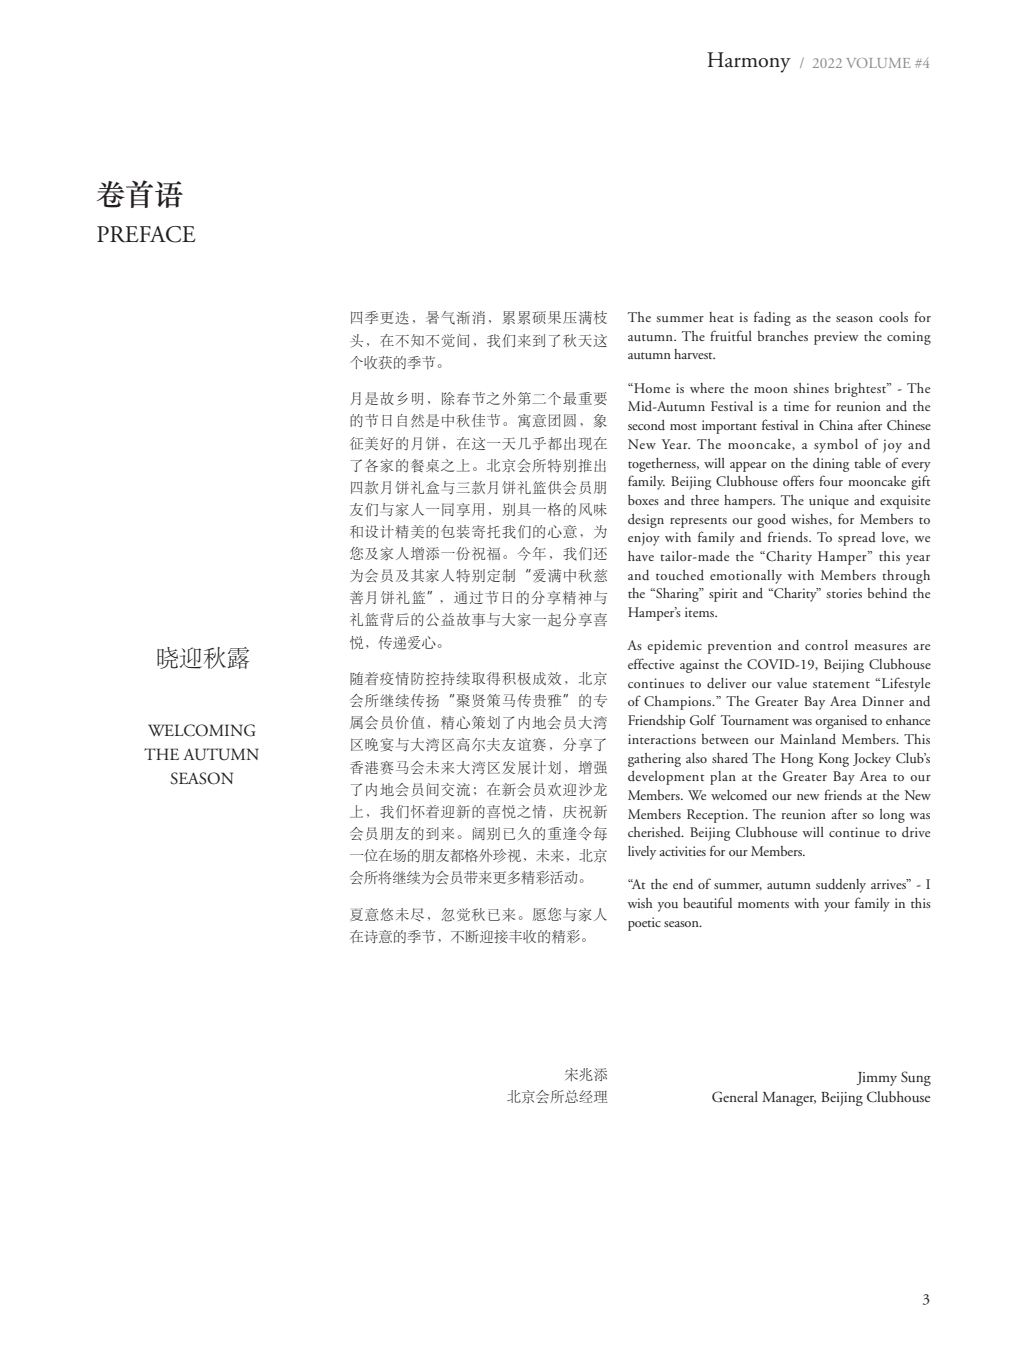 Harmony / 2022 VOLUME #4
卷首语
PREFACE
晓迎秋露
WELCOMING
THE AUTUMN
SEASON
四季更迭，暑气渐消，累累硕果压满枝
头，在不知不觉间，我们来到了秋天这
个收获的季节。
月是故乡明，除春节之外第二个最重要
的节日自然是中秋佳节。寓意团圆，象
征美好的月饼，在这一天几乎都出现在
了各家的餐桌之上。北京会所特别推出
四款月饼礼盒与三款月饼礼篮供会员朋
友们与家人一同享用，别具一格的风味
和设计精美的包装寄托我们的心意，为
您及家人增添一份祝福。今年，我们还
为会员及其家人特别定制“爱满中秋慈
善月饼礼篮”，通过节日的分享精神与
礼篮背后的公益故事与大家一起分享喜
悦，传递爱心。
随着疫情防控持续取得积极成效，北京
会所继续传扬“聚贤策马传贵雅”的专
属会员价值，精心策划了内地会员大湾
区晚宴与大湾区高尔夫友谊赛，分享了
香港赛马会未来大湾区发展计划，增强
了内地会员间交流；在新会员欢迎沙龙
上，我们怀着迎新的喜悦之情，庆祝新
会员朋友的到来。阔别已久的重逢令每
一位在场的朋友都格外珍视，未来，北京
会所将继续为会员带来更多精彩活动。
夏意悠未尽，忽觉秋已来。愿您与家人
在诗意的季节，不断迎接丰收的精彩。
宋兆添
北京会所总经理
The summer heat is fading as the season cools for
autumn. The fruitful branches preview the coming
autumn harvest.
“Home is where the moon shines brightest” - The
Mid-Autumn Festival is a time for reunion and the
second most important festival in China after Chinese
New Year. The mooncake, a symbol of joy and
togetherness, will appear on the dining table of every
family. Beijing Clubhouse offers four mooncake gift
boxes and three hampers. The unique and exquisite
design represents our good wishes, for Members to
enjoy with family and friends. To spread love, we
have tailor-made the “Charity Hamper” this year
and touched emotionally with Members through
the “Sharing” spirit and “Charity” stories behind the
Hamper’s items.
As epidemic prevention and control measures are
effective against the COVID-19, Beijing Clubhouse
continues to deliver our value statement “Lifestyle
of Champions.” The Greater Bay Area Dinner and
Friendship Golf Tournament was organised to enhance
interactions between our Mainland Members. This
gathering also shared The Hong Kong Jockey Club’s
development plan at the Greater Bay Area to our
Members. We welcomed our new friends at the New
Members Reception. The reunion after so long was
cherished. Beijing Clubhouse will continue to drive
lively activities for our Members.
“At the end of summer, autumn suddenly arrives” - I
wish you beautiful moments with your family in this
poetic season.
Jimmy Sung
General Manager, Beijing Clubhouse
3